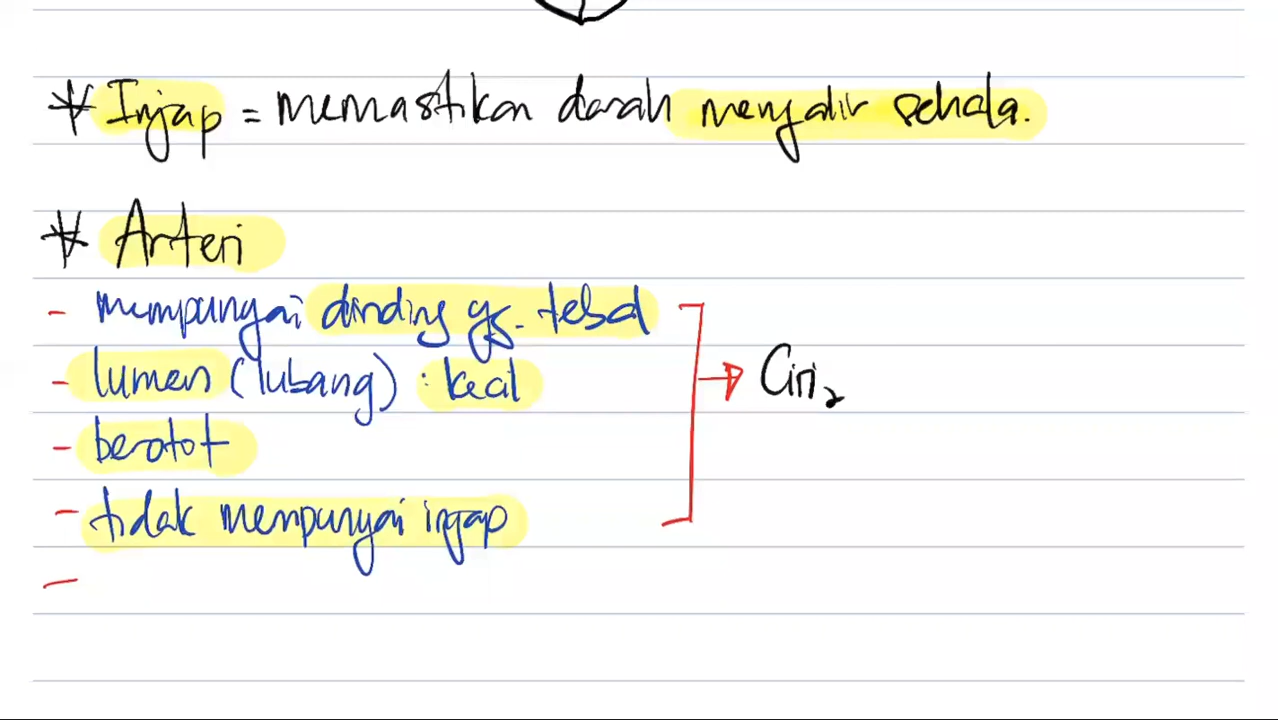 * Injap = memastikan darah mengalir sehala.
* Arteri
- mempunyai dinding yg. tebal
- lumen (lubang) : kecil
- berotot
- tidak mempunyai injap
-
→ Ciri2